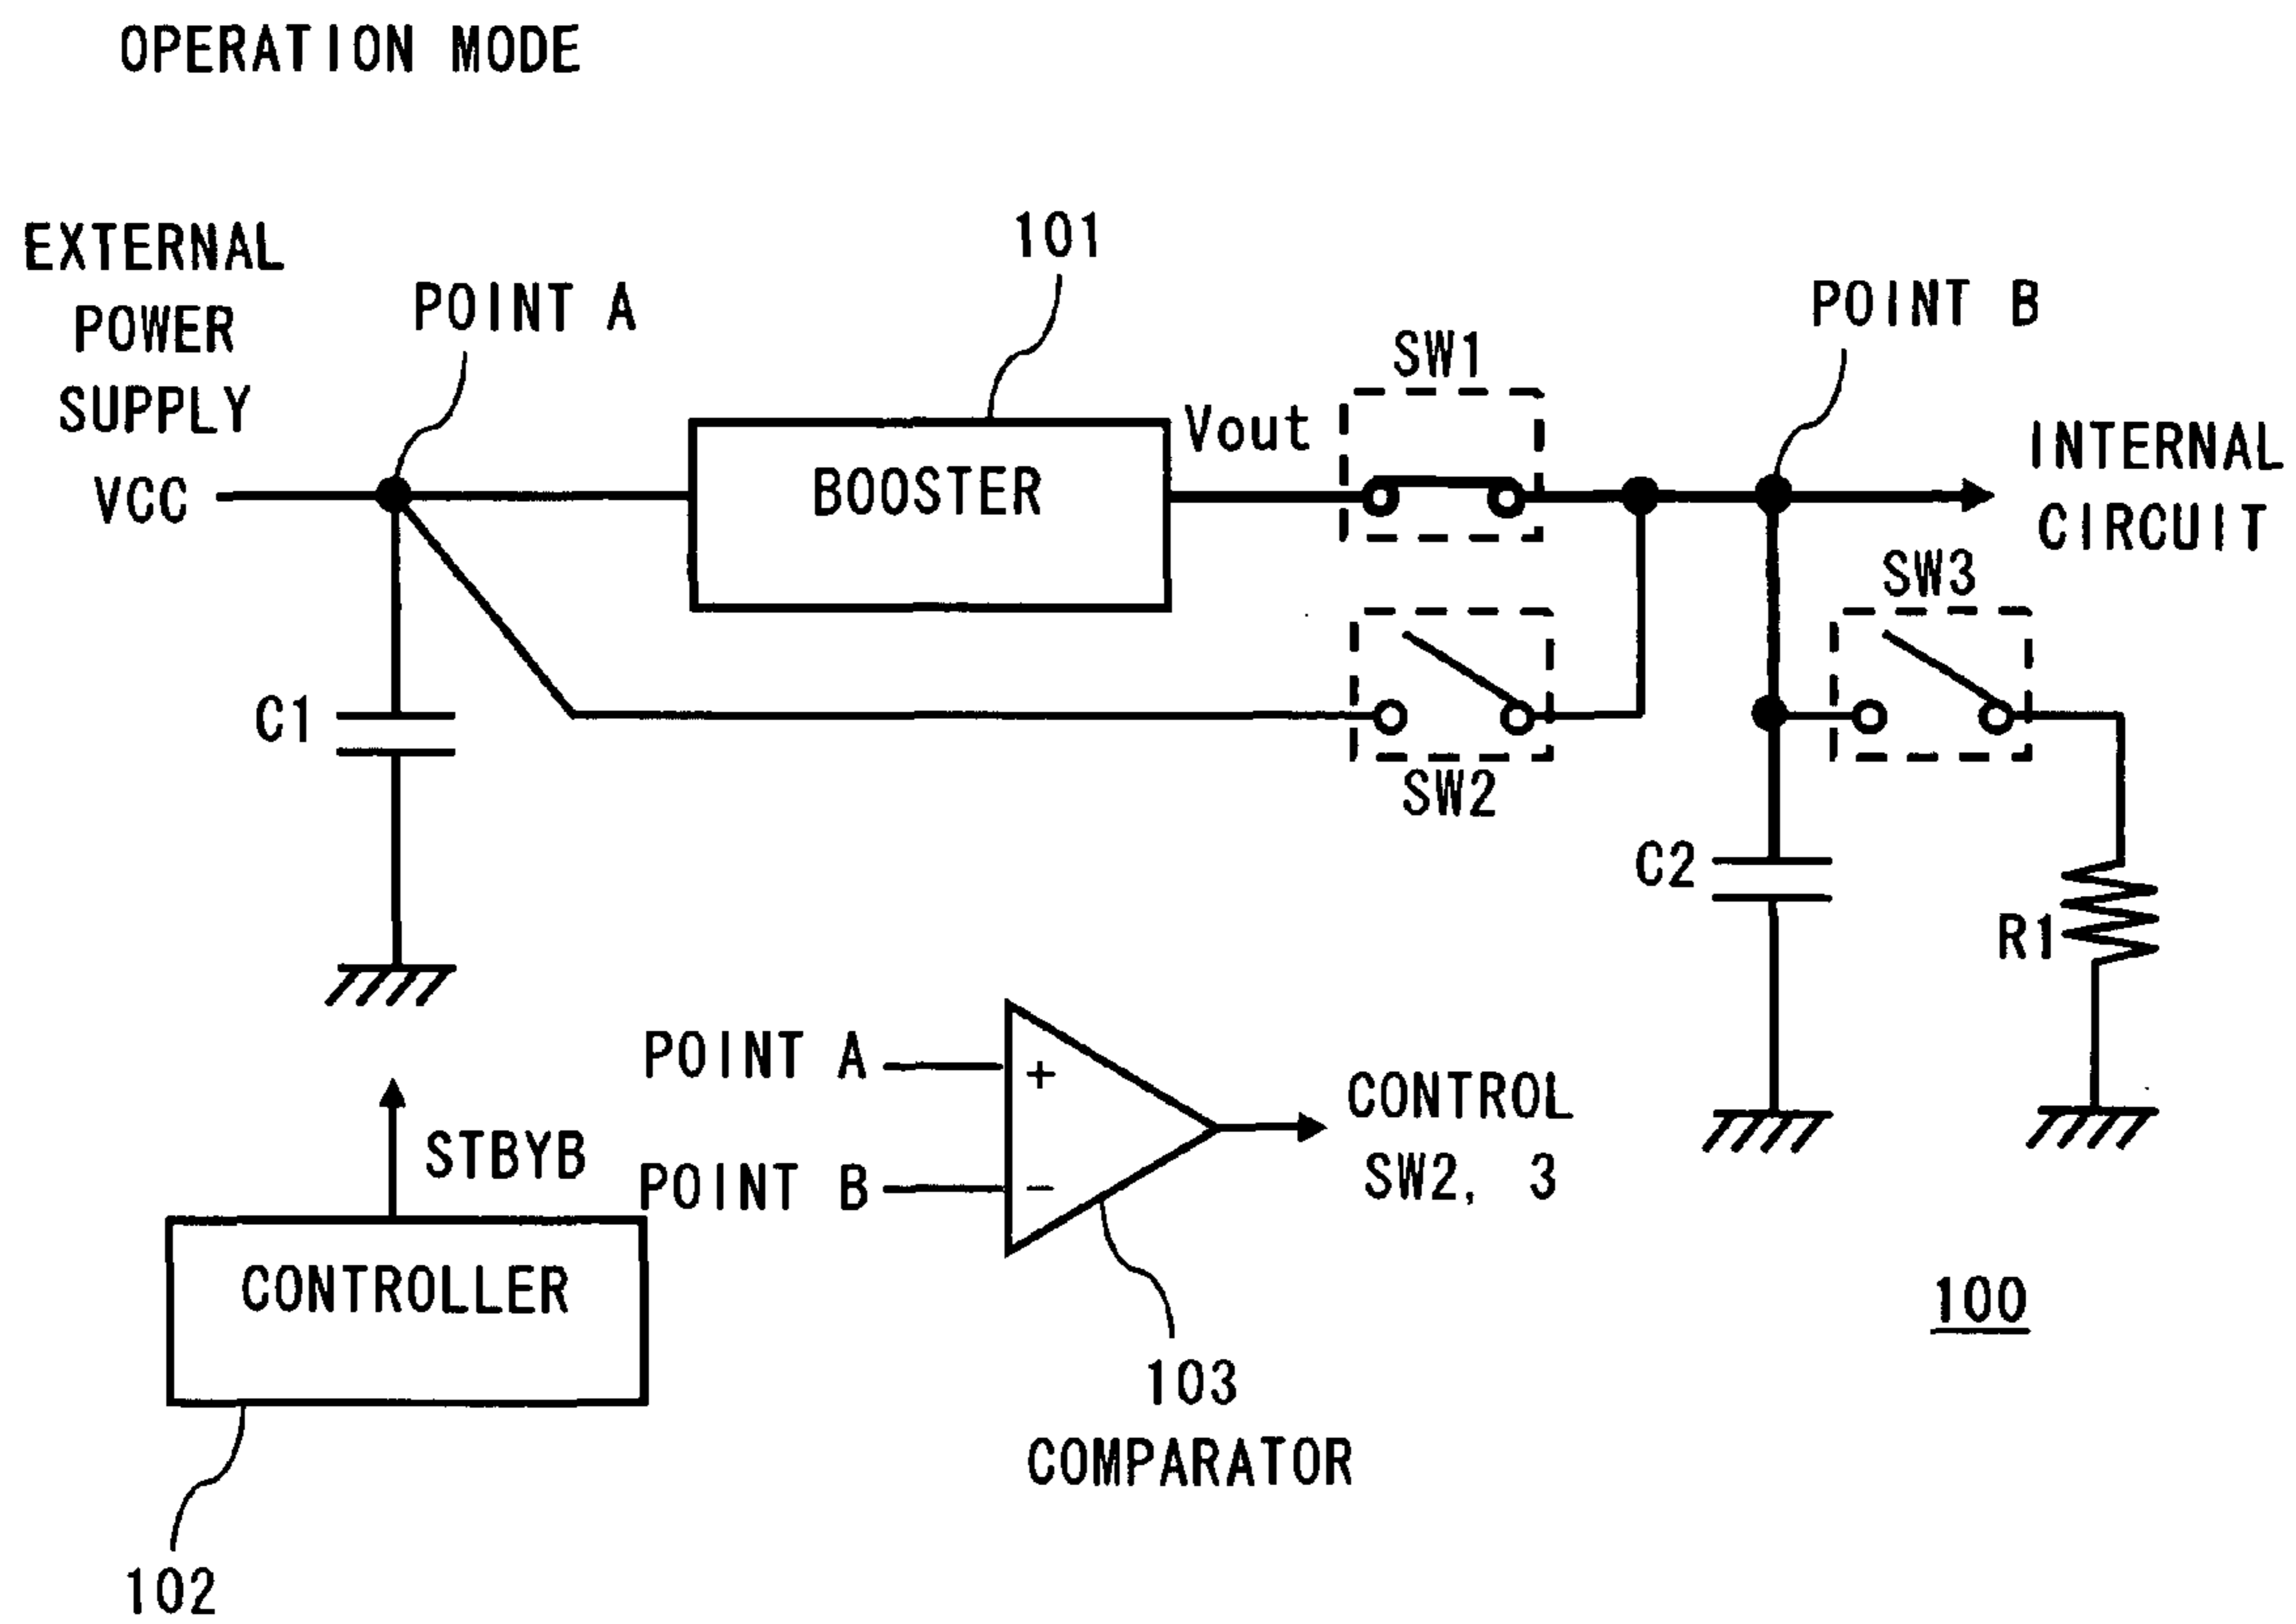 OPERATION MODE
EXTERNAL
POWER
SUPPLY
VCC
POINT A
101
BOOSTER
Vout
SW1
POINT B
INTERNAL
CIRCUIT
SW3
SW2
C1
C2
R1
POINT A
+
POINT B
−
CONTROL
SW2, 3
STBYB
CONTROLLER
102
103
COMPARATOR
100